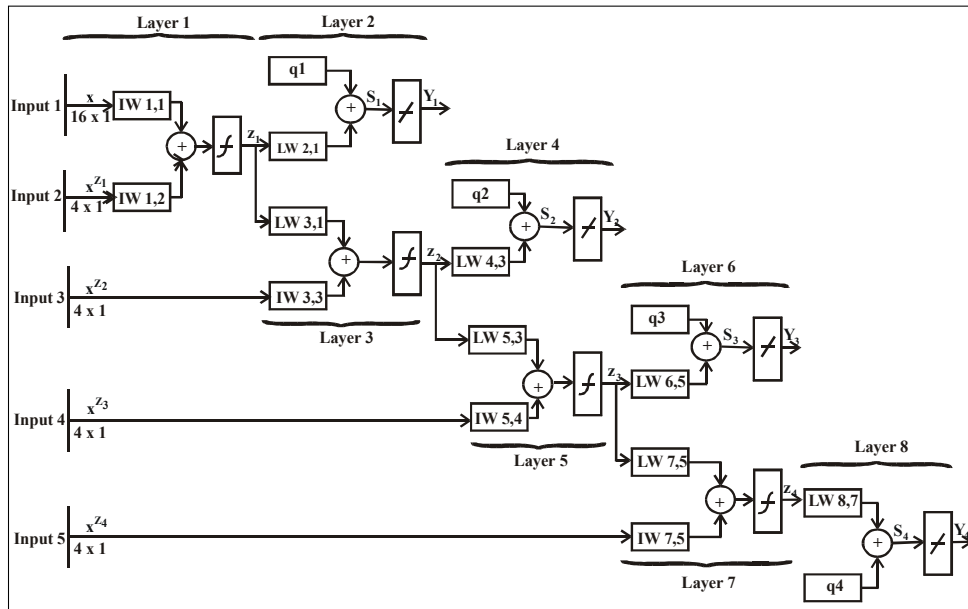 Layer 1
Layer 2
q1
Input 1
x
16 x 1
IW 1,1
S1
Y1
z1
LW 2,1
Layer 4
Input 2
xZ1
4 x 1
IW 1,2
q2
LW 3,1
S2
Y2
z2
LW 4,3
Layer 6
Input 3
xZ2
4 x 1
IW 3,3
Layer 3
q3
LW 5,3
S3
Y3
z3
LW 6,5
Input 4
xZ3
4 x 1
IW 5,4
Layer 5
LW 7,5
Layer 8
z4
LW 8,7
Input 5
xZ4
4 x 1
IW 7,5
S4
Y4
Layer 7
q4